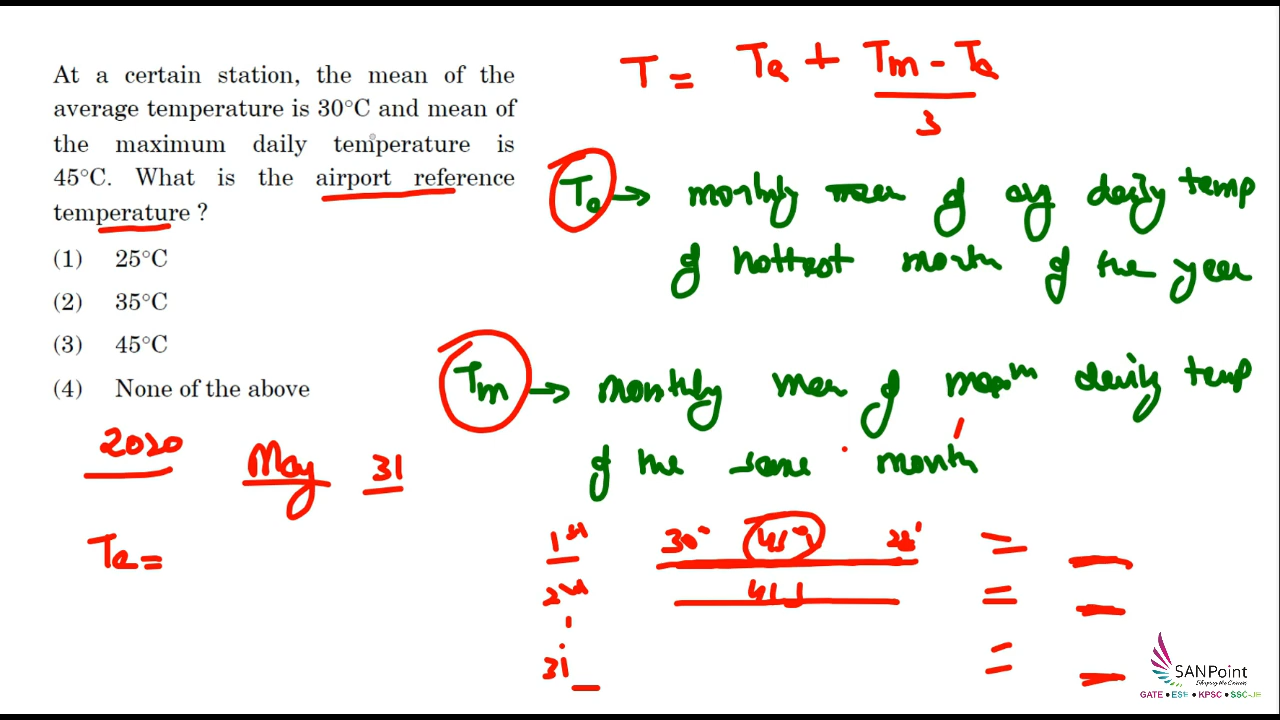 At a certain station, the mean of the
average temperature is 30°C and mean of
the maximum daily temperature is
45°C. What is the airport reference
temperature ?
(1) 25°C
(2) 35°C
(3) 45°C
(4) None of the above
T = Ta + Tm - Ta
3
Ta → monthly mean of avg daily temp
of hottest month of the year
Tm → monthly mean of maxm daily temp
of the same month
2020 May 31
Ta =
1st 30° 45° =
2nd =
31 =
SANPoint
GATE • ESE • KPSC • SSC-JE